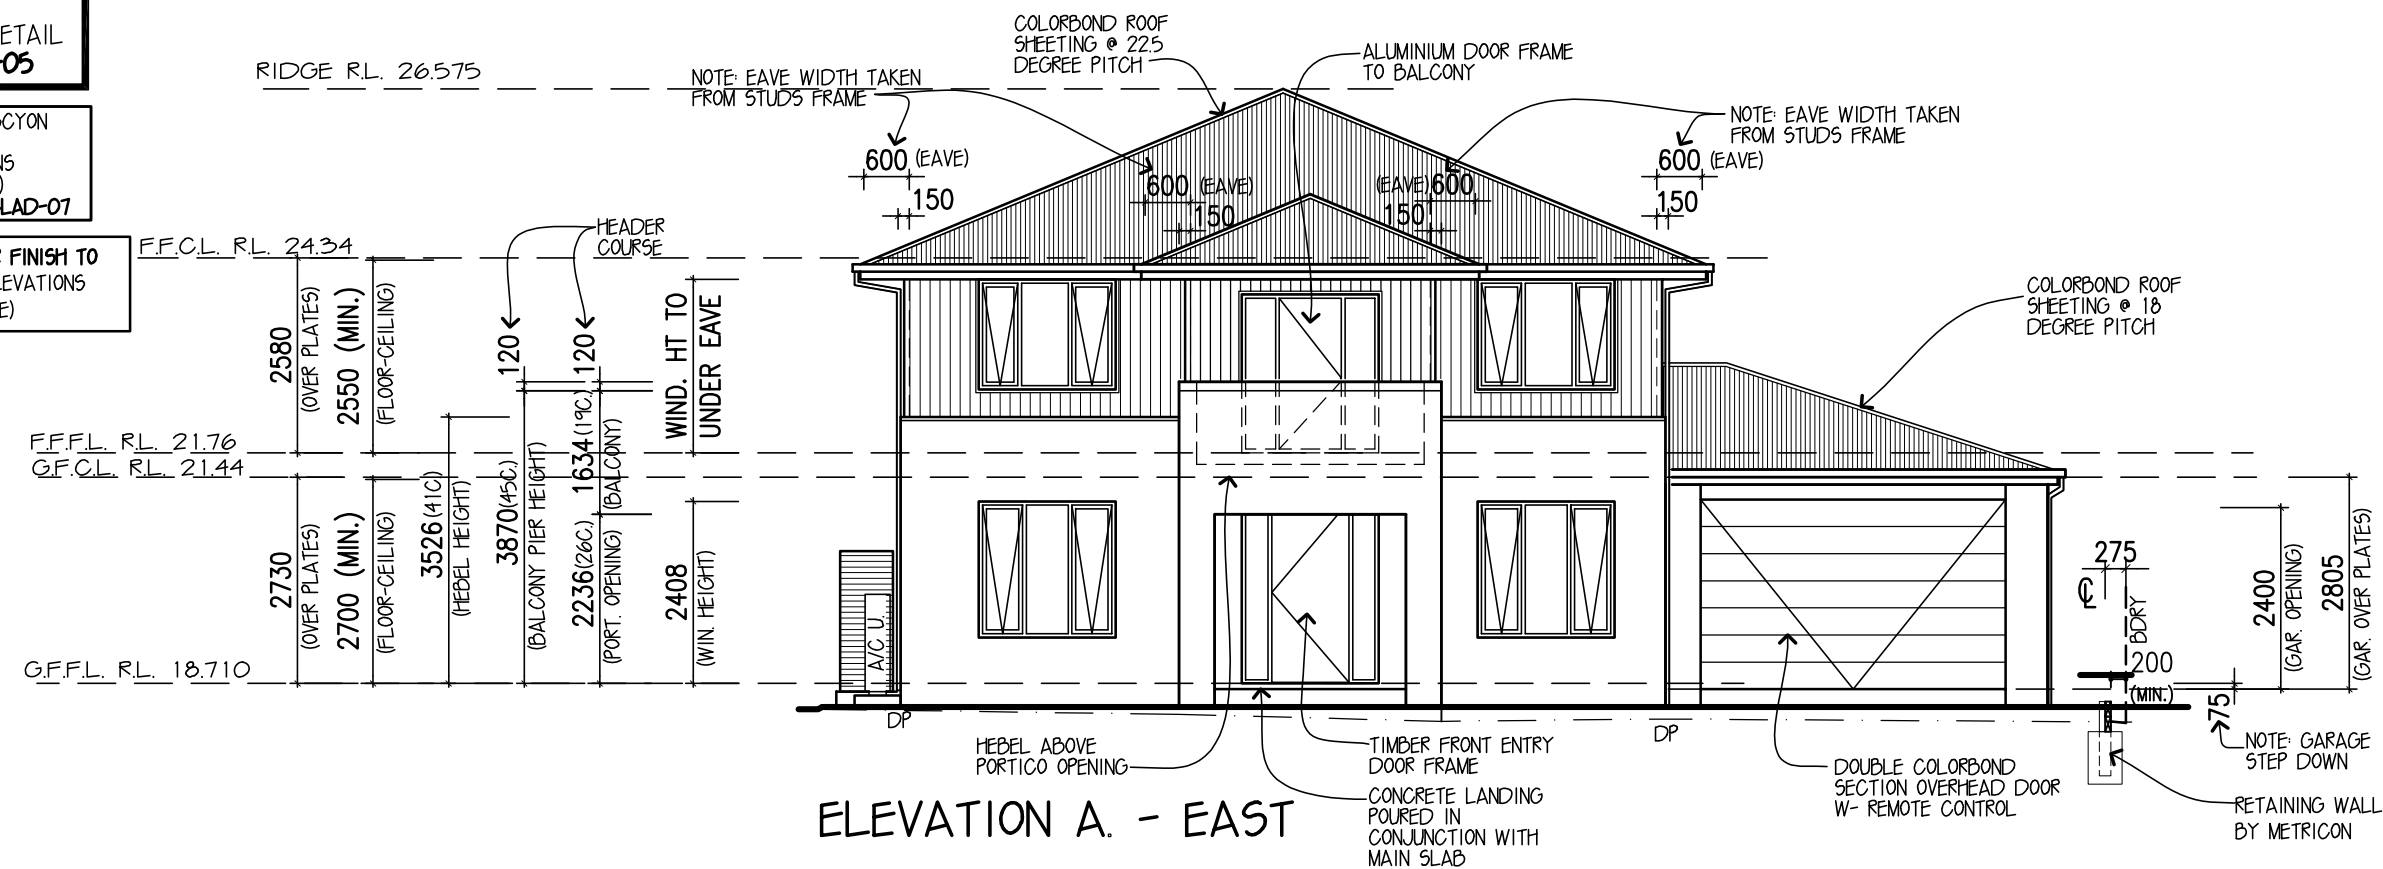 ETAIL
-05
GCYON
NS
)
LAD-07
FINISH TO
LEVATIONS
E)
RIDGE R.L. 26.575
F.F.C.L. R.L. 24.34
F.F.F.L. R.L. 21.76
G.F.C.L. R.L. 21.44
G.F.F.L. R.L. 18.710
2580
(OVER PLATES)
2550 (MIN.)
(FLOOR-CEILING)
2730
(OVER PLATES)
2700 (MIN.)
(FLOOR-CEILING)
3526(41C)
(HEBEL HEIGHT)
120
3870(45C.)
(BALCONY PIER HEIGHT)
120
1634(19C.)
(BALCONY)
2236(26C.)
(PORT. OPENING)
HEADER
COURSE
WIND. HT TO
UNDER EAVE
2408
(WIN. HEIGHT)
NOTE: EAVE WIDTH TAKEN
FROM STUDS FRAME
600 (EAVE)
150
COLORBOND ROOF
SHEETING @ 22.5
DEGREE PITCH
ALUMINIUM DOOR FRAME
TO BALCONY
600 (EAVE)
150
(EAVE) 600
150
NOTE: EAVE WIDTH TAKEN
FROM STUDS FRAME
600 (EAVE)
150
COLORBOND ROOF
SHEETING @ 18
DEGREE PITCH
A/C U.
DP
DP
275
CL
BDRY
200
(MIN.)
75
2400
(GAR. OPENING)
2805
(GAR. OVER PLATES)
NOTE: GARAGE
STEP DOWN
RETAINING WALL
BY METRICON
HEBEL ABOVE
PORTICO OPENING
TIMBER FRONT ENTRY
DOOR FRAME
CONCRETE LANDING
POURED IN
CONJUNCTION WITH
MAIN SLAB
DOUBLE COLORBOND
SECTION OVERHEAD DOOR
W- REMOTE CONTROL
ELEVATION A. - EAST